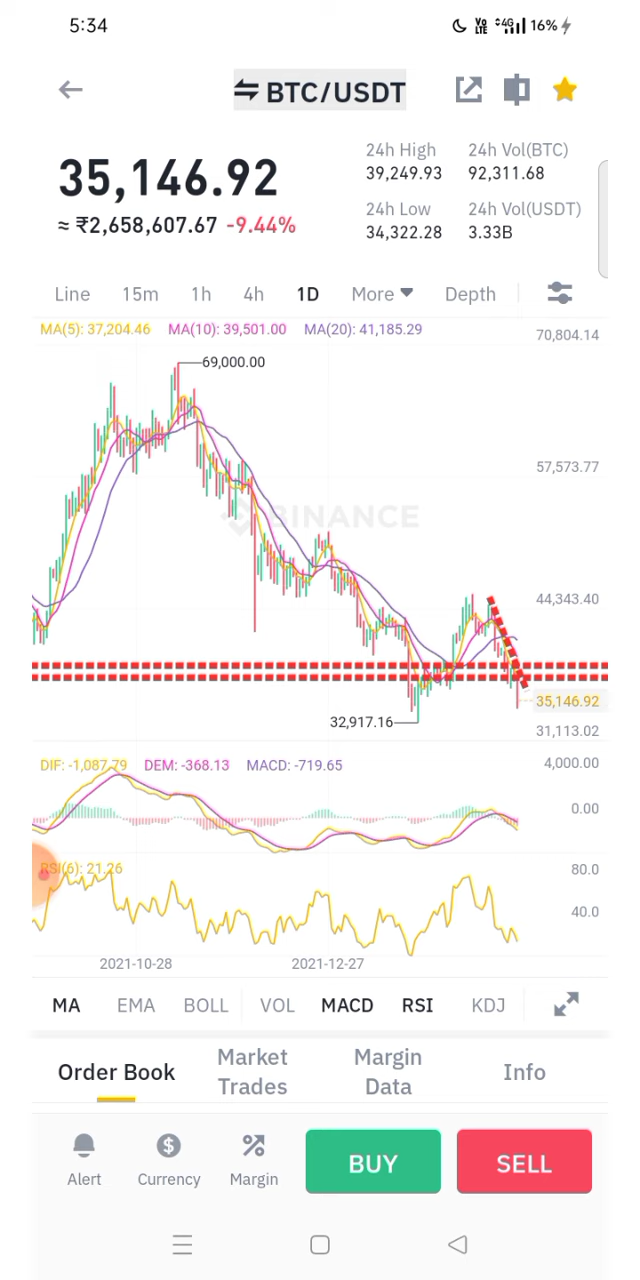 5:34
Vo LTE 4G 16%
BTC/USDT
35,146.92
≈ ₹2,658,607.67 -9.44%
24h High
39,249.93
24h Vol(BTC)
92,311.68
24h Low
34,322.28
24h Vol(USDT)
3.33B
Line 15m 1h 4h 1D More Depth
MA(5): 37,204.46 MA(10): 39,501.00 MA(20): 41,185.29
70,804.14
69,000.00
57,573.77
BINANCE
44,343.40
35,146.92
32,917.16
31,113.02
DIF: -1,087.79 DEM: -368.13 MACD: -719.65
4,000.00
0.00
RSI(6): 21.26
80.0
40.0
2021-10-28 2021-12-27
MA EMA BOLL VOL MACD RSI KDJ
Order Book
Market
Trades
Margin
Data
Info
Alert
Currency
Margin
BUY
SELL